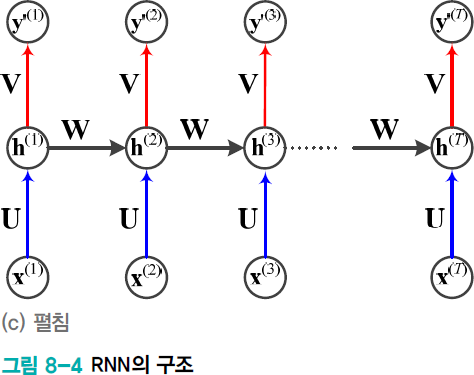 y'(1) y'(2) y'(3) y'(T)
V V V V
W W W
h(1) h(2) h(3) h(T)
U U U U
x(1) x(2) x(3) x(T)
(c) 펼침
그림 8-4 RNN의 구조